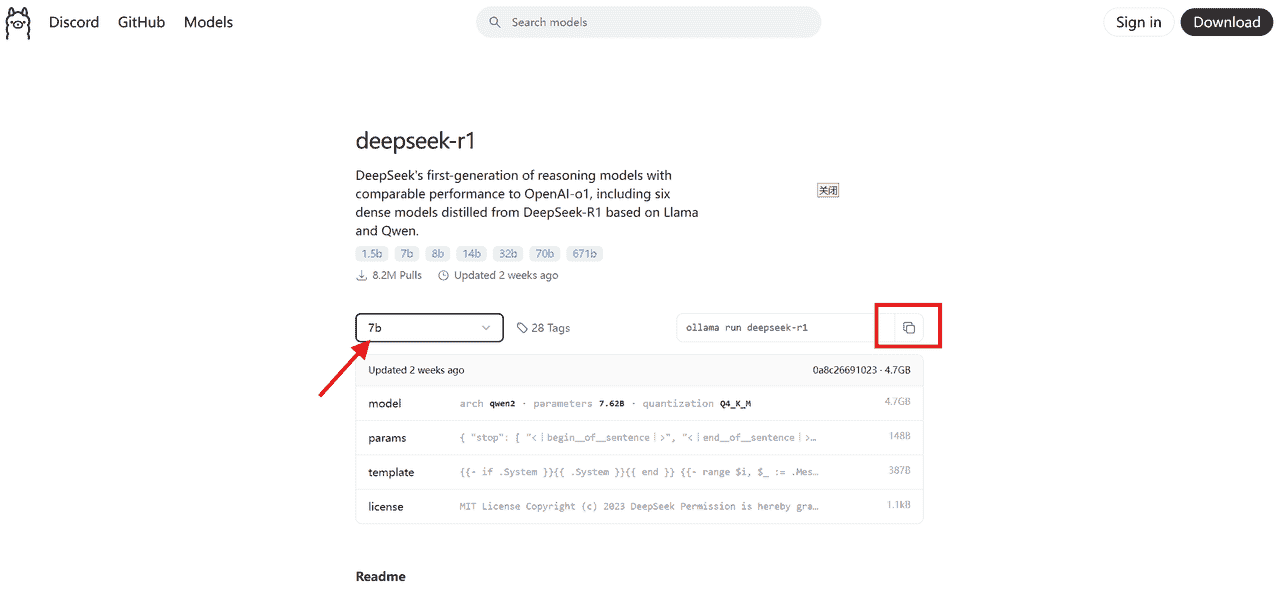 Discord GitHub Models Search models Sign in Download
deepseek-r1
DeepSeek's first-generation of reasoning models with
comparable performance to OpenAI-o1, including six
dense models distilled from DeepSeek-R1 based on Llama
and Qwen.
关闭
1.5b 7b 8b 14b 32b 70b 671b
8.2M Pulls Updated 2 weeks ago
7b 28 Tags ollama run deepseek-r1
Updated 2 weeks ago 0a8c26691023 · 4.7GB
model arch qwen2 · parameters 7.62B · quantization Q4_K_M 4.7GB
params { "stop": [ "<｜begin▁of▁sentence｜>", "<｜end▁of▁sentence｜>… 148B
template {{- if .System }}{{ .System }}{{ end }} {{- range $i, $_ := .Mes… 387B
license MIT License Copyright (c) 2023 DeepSeek Permission is hereby gra… 1.1kB
Readme